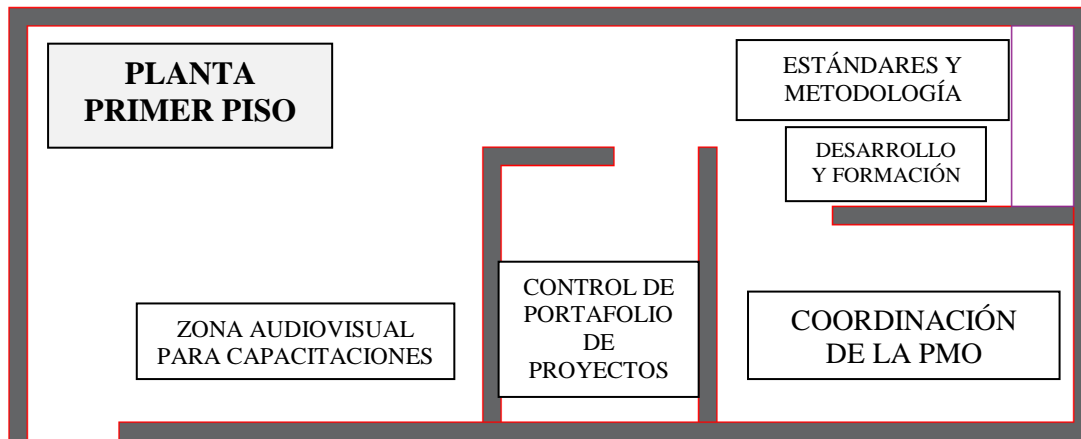 PLANTA
PRIMER PISO
ESTÁNDARES Y
METODOLOGÍA
DESARROLLO
Y FORMACIÓN
ZONA AUDIOVISUAL
PARA CAPACITACIONES
CONTROL DE
PORTAFOLIO
DE
PROYECTOS
COORDINACIÓN
DE LA PMO